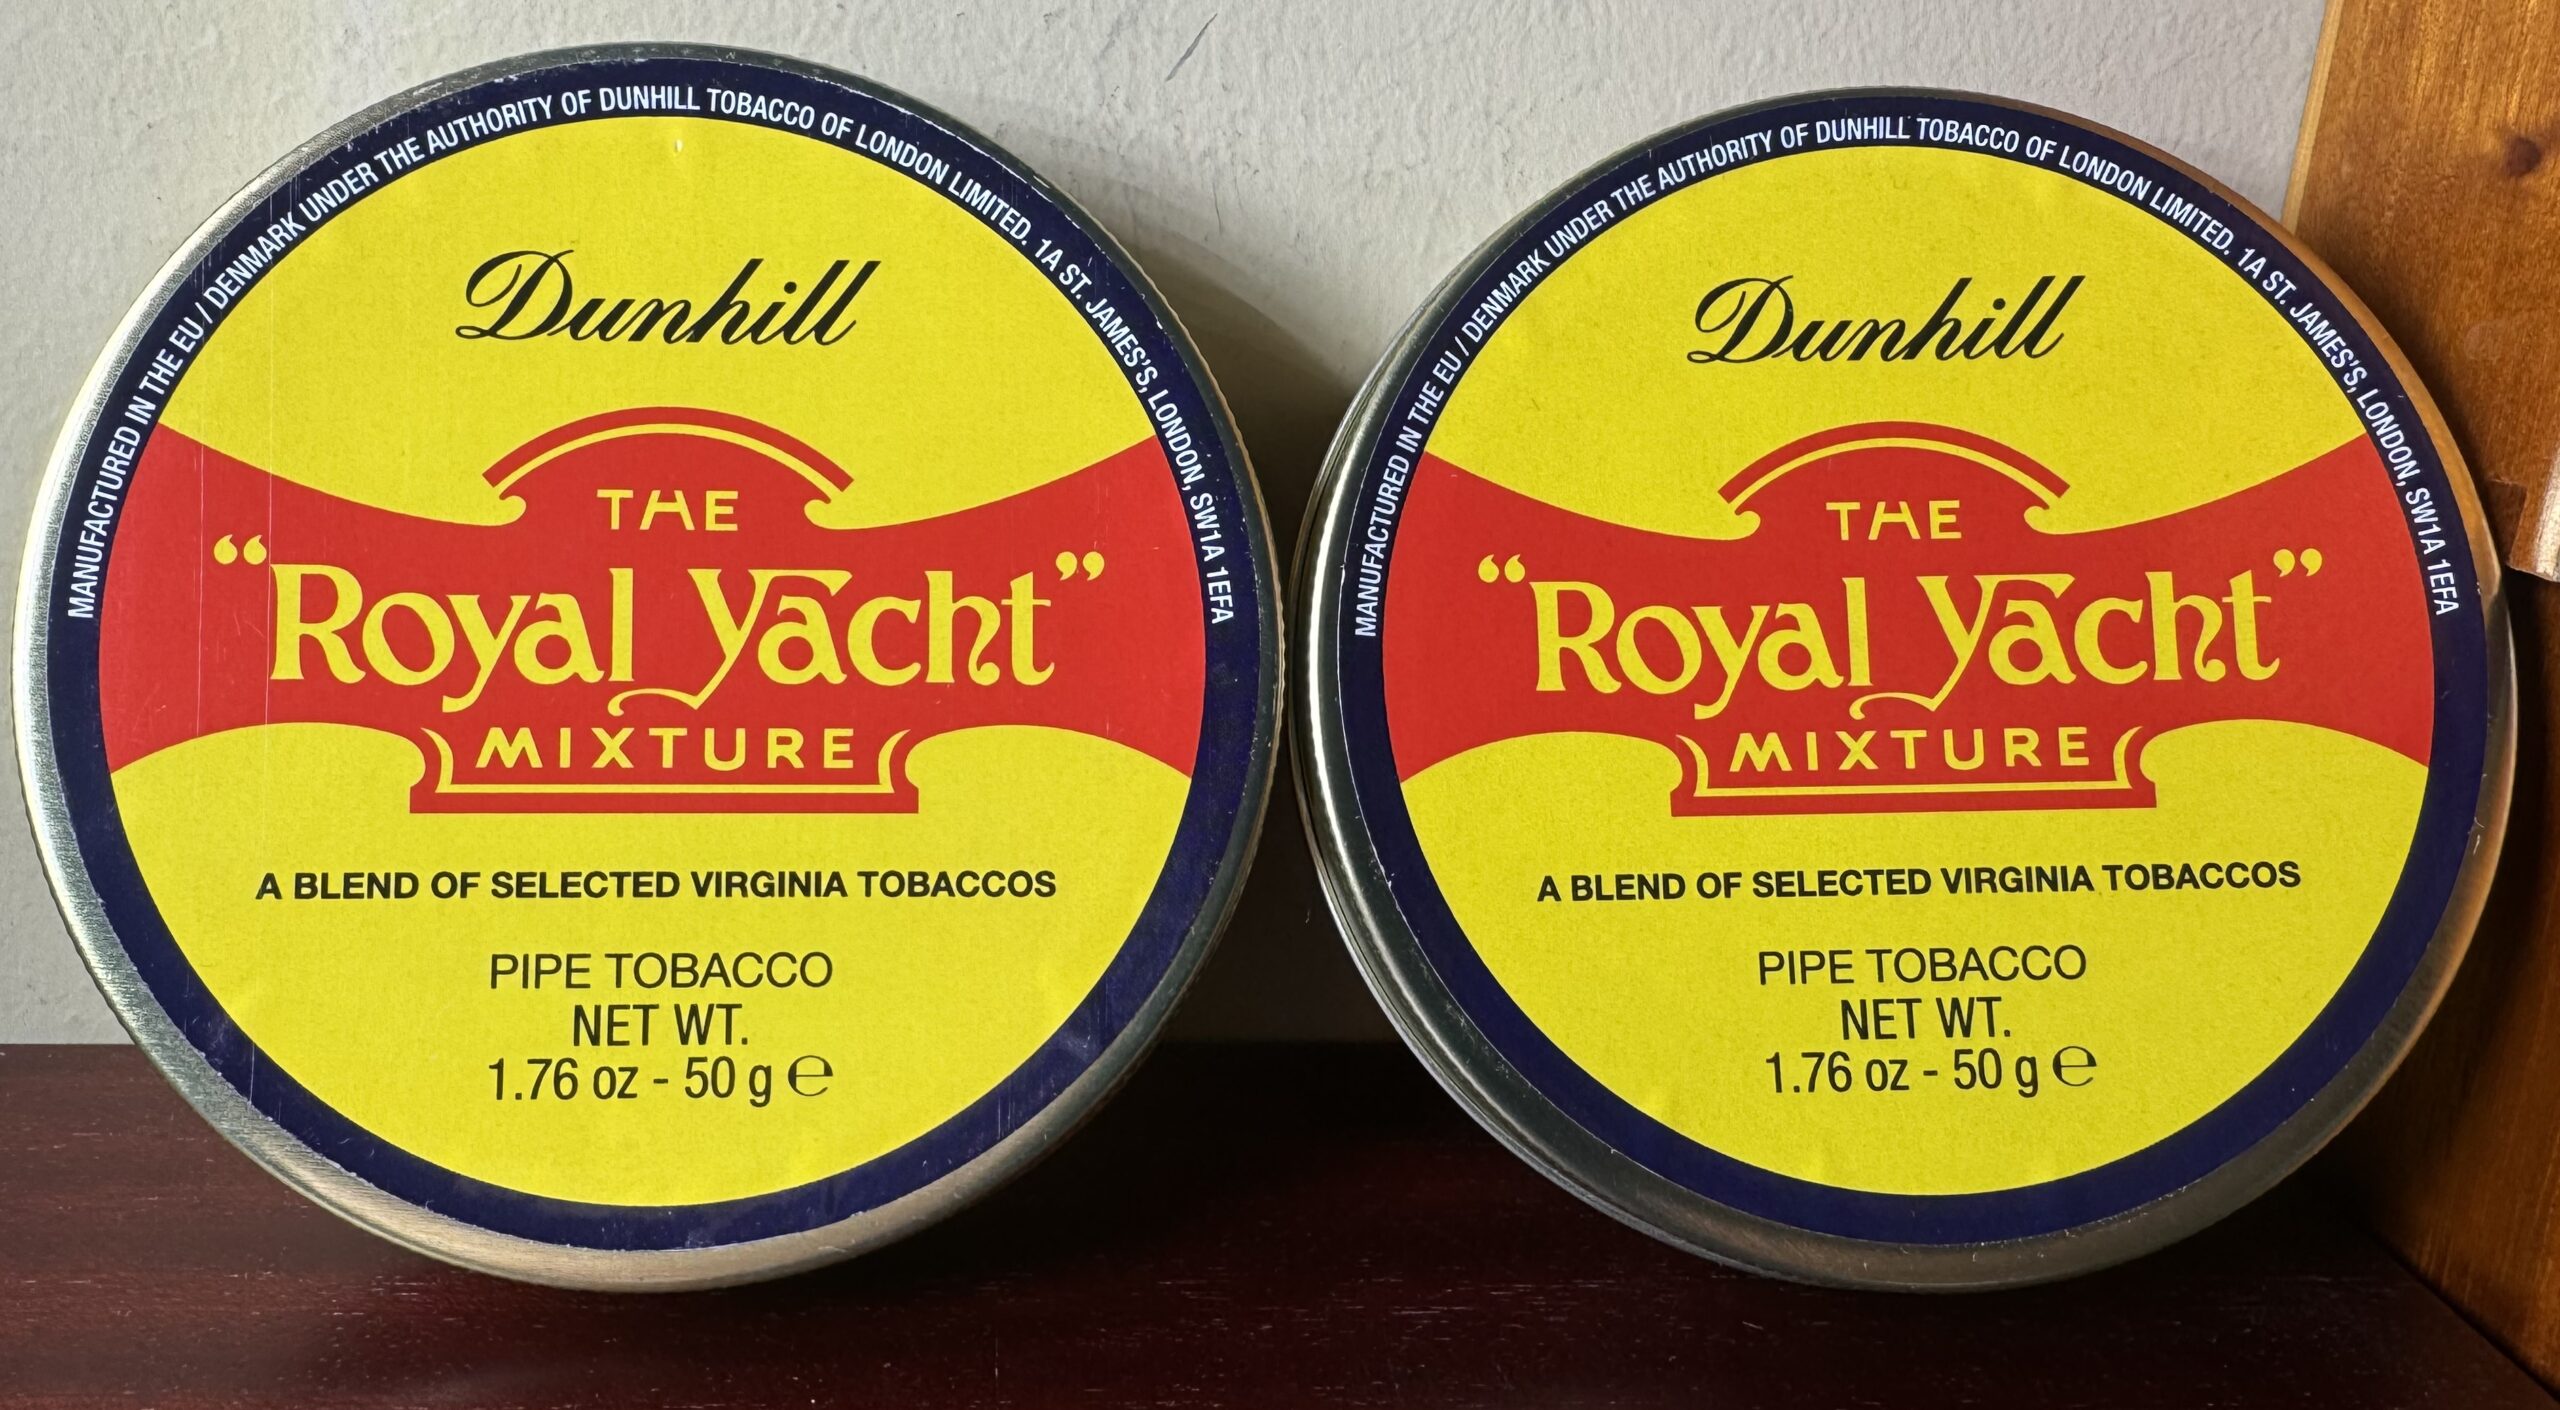 MANUFACTURED IN THE EU / DENMARK UNDER THE AUTHORITY OF DUNHILL TOBACCO OF LONDON LIMITED. 1A ST. JAMES'S, LONDON, SW1A 1EFA
Dunhill
THE
“Royal Yacht”
MIXTURE
A BLEND OF SELECTED VIRGINIA TOBACCOS
PIPE TOBACCO
NET WT.
1.76 oz - 50 g ℮
MANUFACTURED IN THE EU / DENMARK UNDER THE AUTHORITY OF DUNHILL TOBACCO OF LONDON LIMITED. 1A ST. JAMES'S, LONDON, SW1A 1EFA
Dunhill
THE
“Royal Yacht”
MIXTURE
A BLEND OF SELECTED VIRGINIA TOBACCOS
PIPE TOBACCO
NET WT.
1.76 oz - 50 g ℮